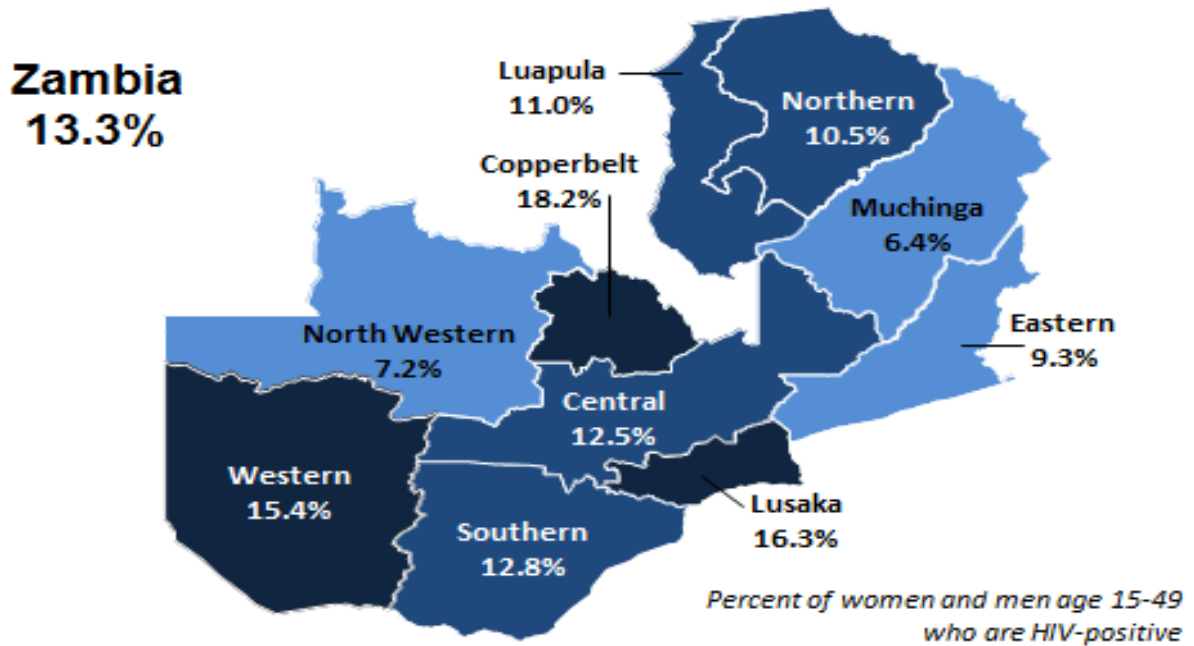 Zambia
13.3%
Luapula
11.0%
Northern
10.5%
Copperbelt
18.2%
Muchinga
6.4%
North Western
7.2%
Eastern
9.3%
Central
12.5%
Western
15.4%
Lusaka
16.3%
Southern
12.8%
Percent of women and men age 15-49
who are HIV-positive